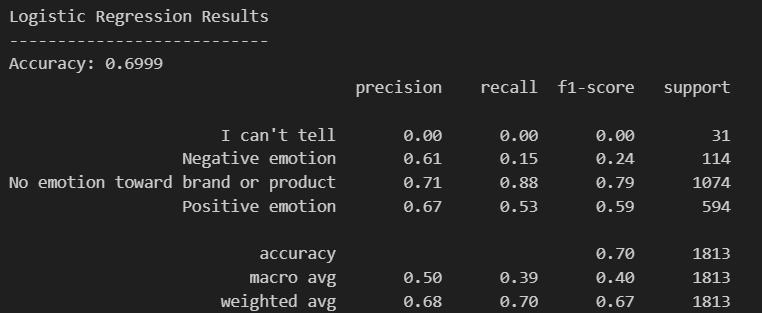 Logistic Regression Results
---------------------------
Accuracy: 0.6999
precision recall f1-score support
I can't tell 0.00 0.00 0.00 31
Negative emotion 0.61 0.15 0.24 114
No emotion toward brand or product 0.71 0.88 0.79 1074
Positive emotion 0.67 0.53 0.59 594
accuracy 0.70 1813
macro avg 0.50 0.39 0.40 1813
weighted avg 0.68 0.70 0.67 1813